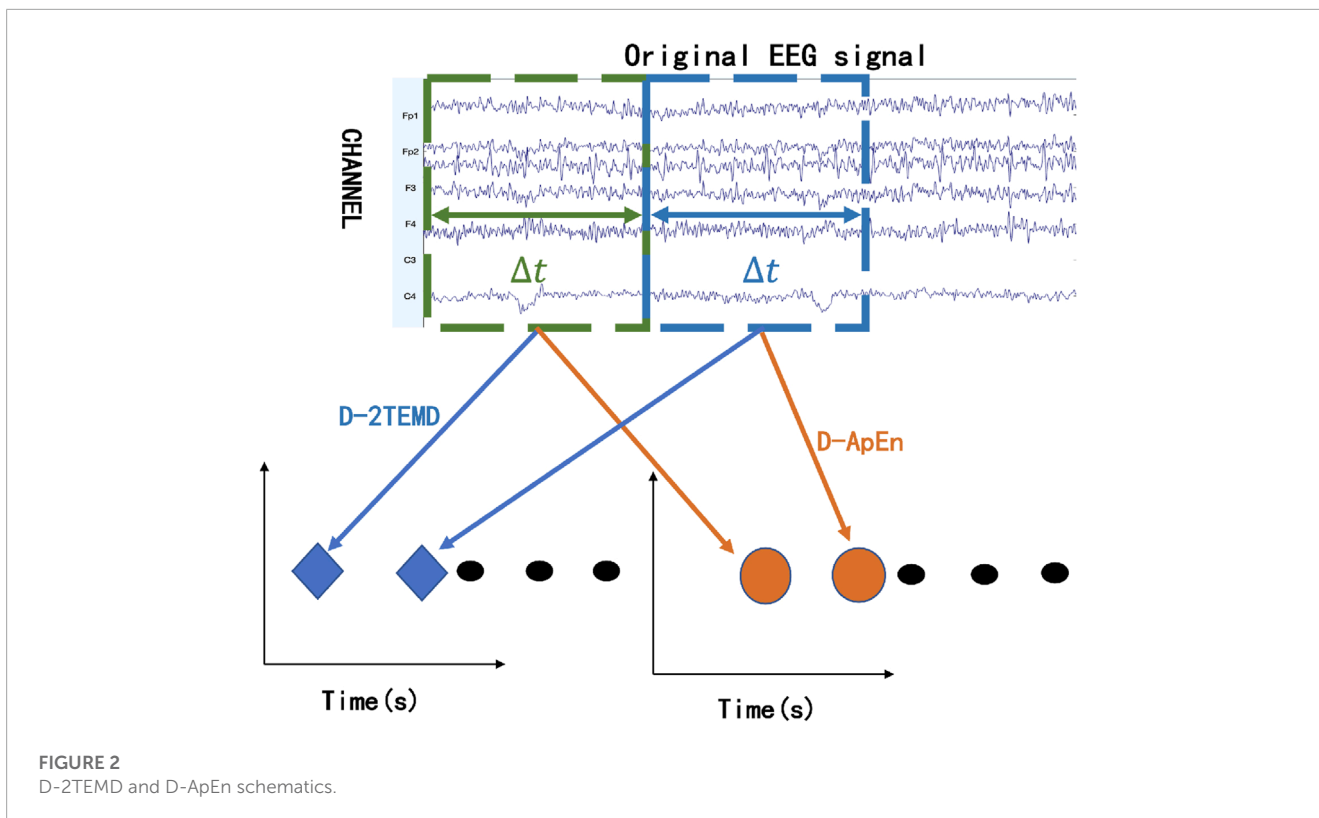 Original EEG signal
CHANNEL
Fp1
Fp2
F3
F4
C3
C4
Δt
Δt
D-2TEMD
D-ApEn
Time(s)
Time(s)
FIGURE 2
D-2TEMD and D-ApEn schematics.